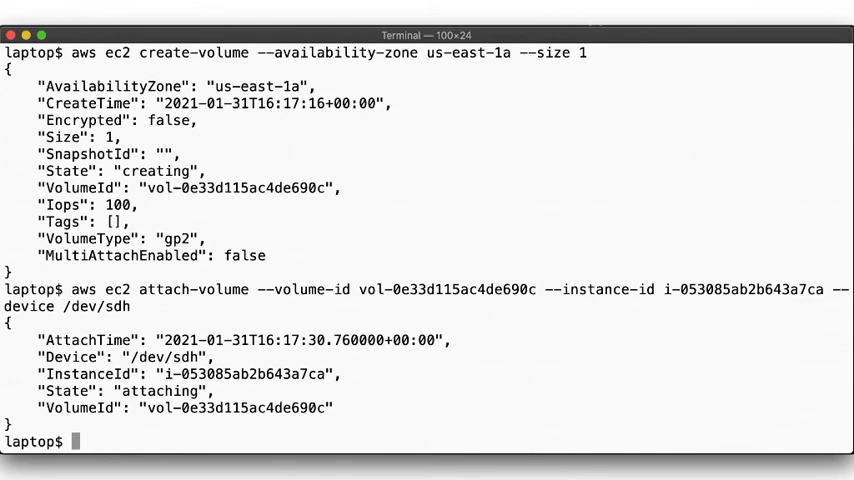 Terminal — 100×24
laptop$ aws ec2 create-volume --availability-zone us-east-1a --size 1
{
    "AvailabilityZone": "us-east-1a",
    "CreateTime": "2021-01-31T16:17:16+00:00",
    "Encrypted": false,
    "Size": 1,
    "SnapshotId": "",
    "State": "creating",
    "VolumeId": "vol-0e33d115ac4de690c",
    "Iops": 100,
    "Tags": [],
    "VolumeType": "gp2",
    "MultiAttachEnabled": false
}
laptop$ aws ec2 attach-volume --volume-id vol-0e33d115ac4de690c --instance-id i-053085ab2b643a7ca --
device /dev/sdh
{
    "AttachTime": "2021-01-31T16:17:30.760000+00:00",
    "Device": "/dev/sdh",
    "InstanceId": "i-053085ab2b643a7ca",
    "State": "attaching",
    "VolumeId": "vol-0e33d115ac4de690c"
}
laptop$